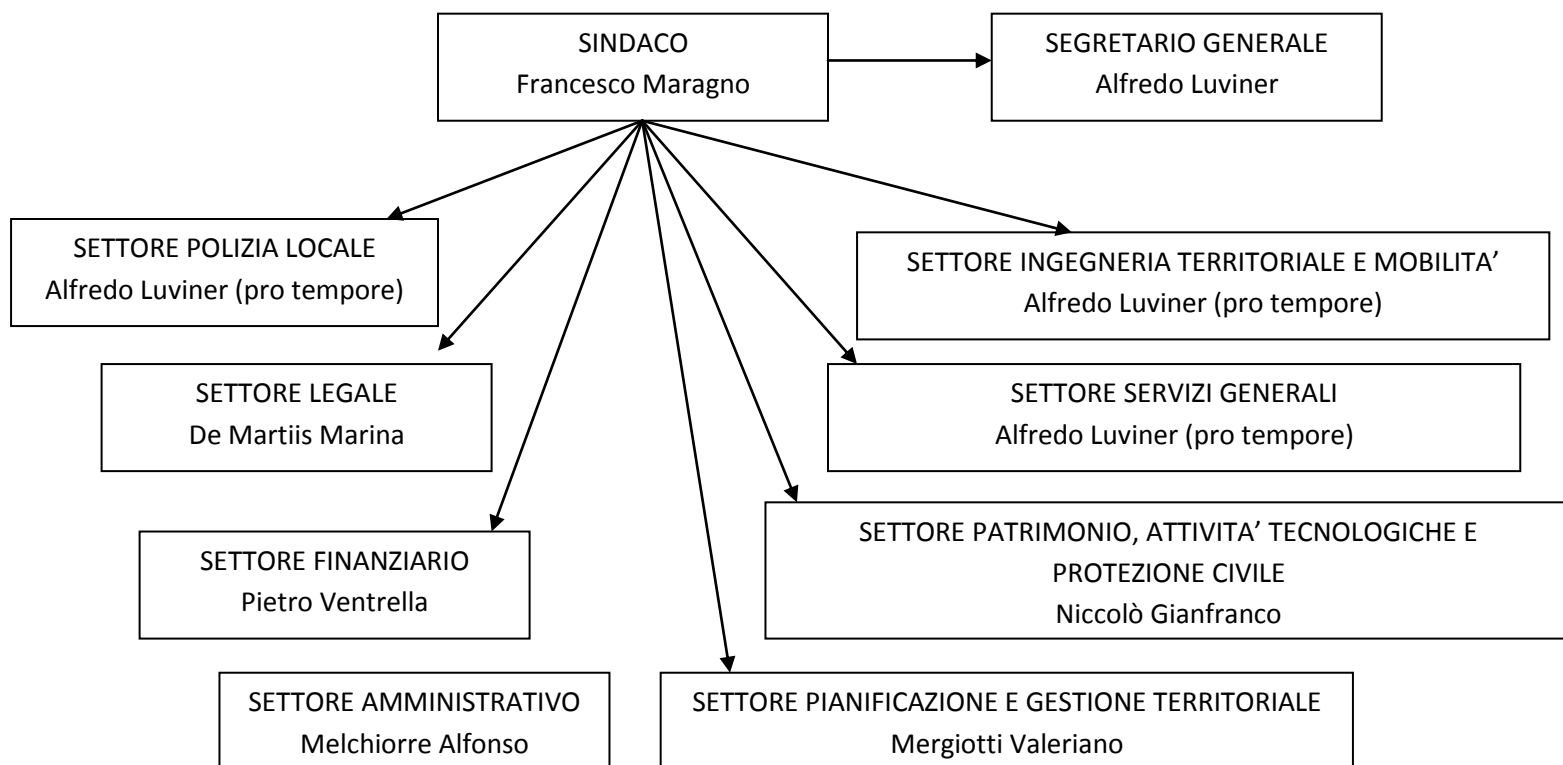 SINDACO
Francesco Maragno
SEGRETARIO GENERALE
Alfredo Luviner
SETTORE POLIZIA LOCALE
Alfredo Luviner (pro tempore)
SETTORE INGEGNERIA TERRITORIALE E MOBILITA’
Alfredo Luviner (pro tempore)
SETTORE LEGALE
De Martiis Marina
SETTORE SERVIZI GENERALI
Alfredo Luviner (pro tempore)
SETTORE FINANZIARIO
Pietro Ventrella
SETTORE PATRIMONIO, ATTIVITA’ TECNOLOGICHE E
PROTEZIONE CIVILE
Niccolò Gianfranco
SETTORE AMMINISTRATIVO
Melchiorre Alfonso
SETTORE PIANIFICAZIONE E GESTIONE TERRITORIALE
Mergiotti Valeriano